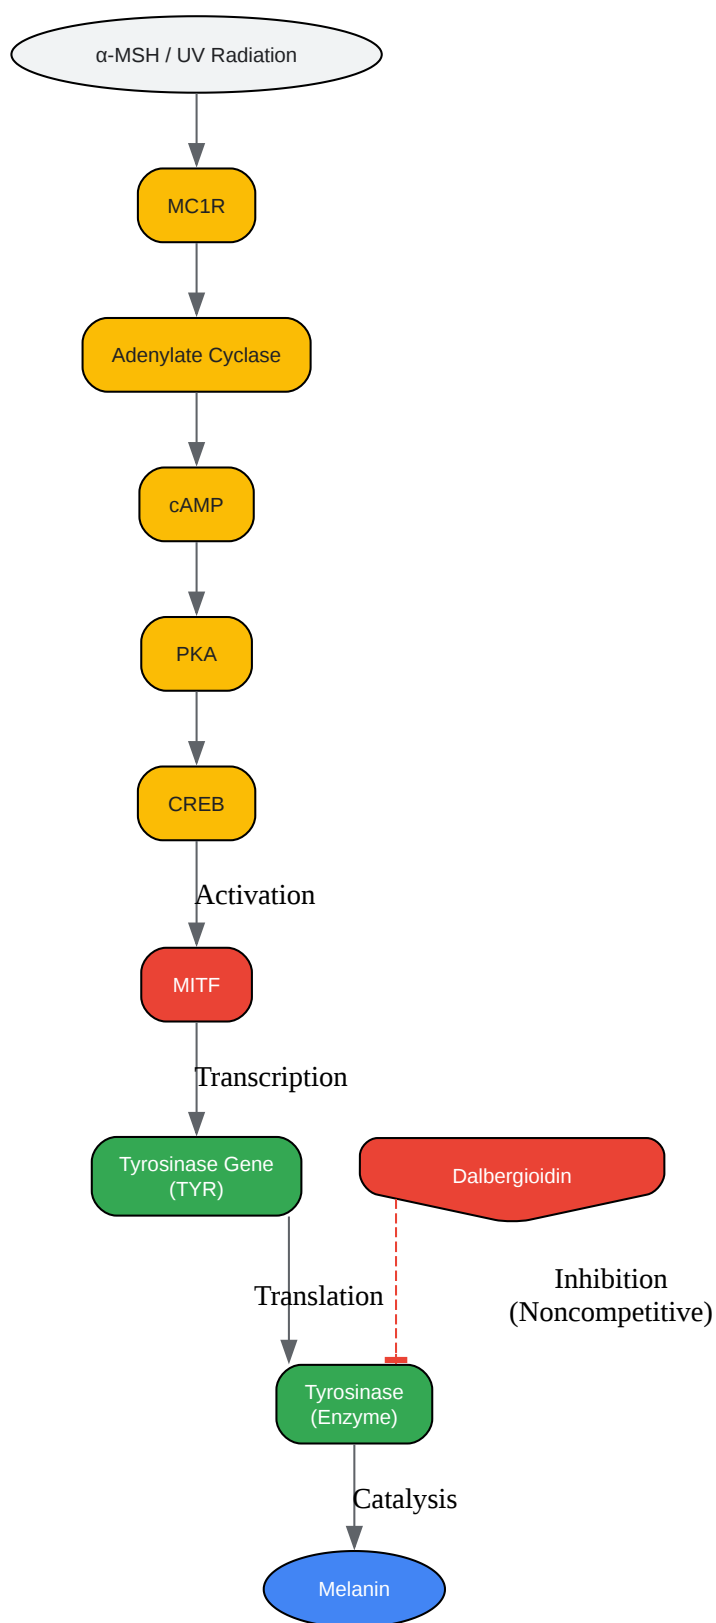 α-MSH / UV Radiation
MC1R
Adenylate Cyclase
cAMP
PKA
CREB
Activation
MITF
Transcription
Tyrosinase Gene
(TYR)
Dalbergioidin
Translation
Inhibition
(Noncompetitive)
Tyrosinase
(Enzyme)
Catalysis
Melanin